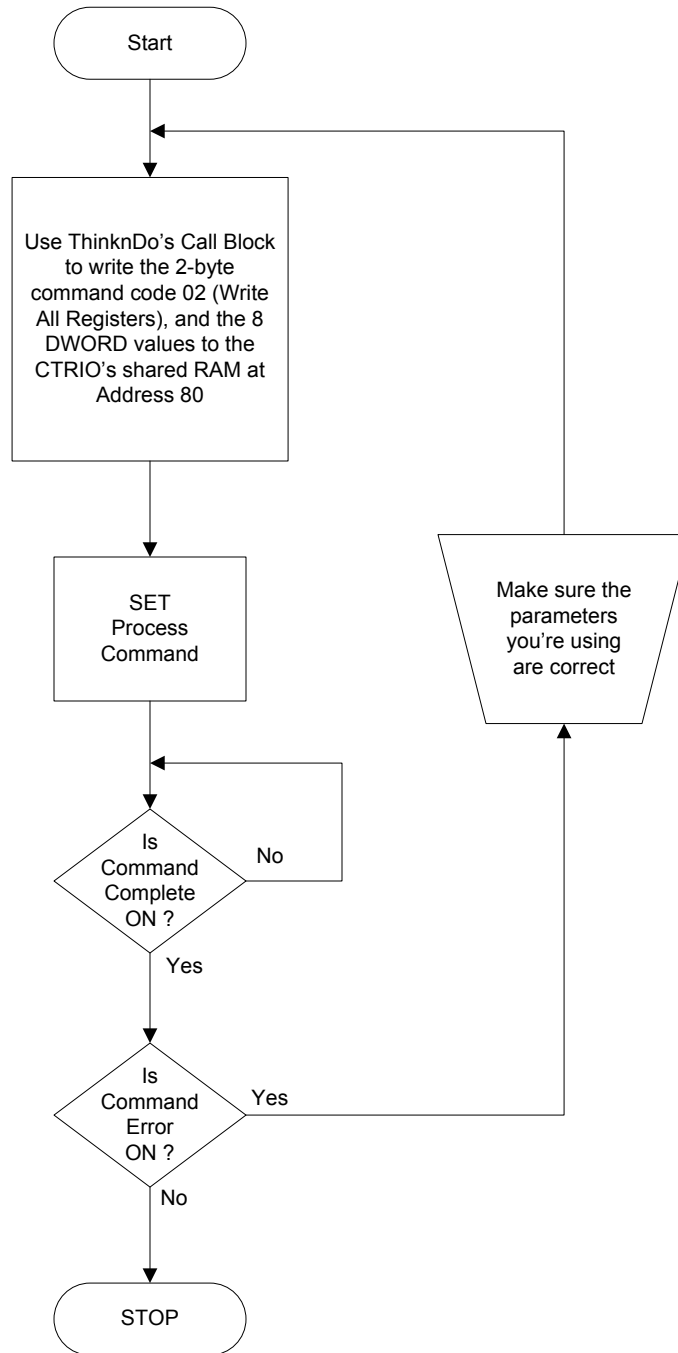 Start
Use ThinknDo’s Call Block
to write the 2-byte
command code 02 (Write
All Registers), and the 8
DWORD values to the
CTRIO’s shared RAM at
Address 80
SET
Process
Command
Make sure the
parameters
you’re using
are correct
Is
Command
Complete
ON ?
No
Yes
Is
Command
Error
ON ?
Yes
No
STOP